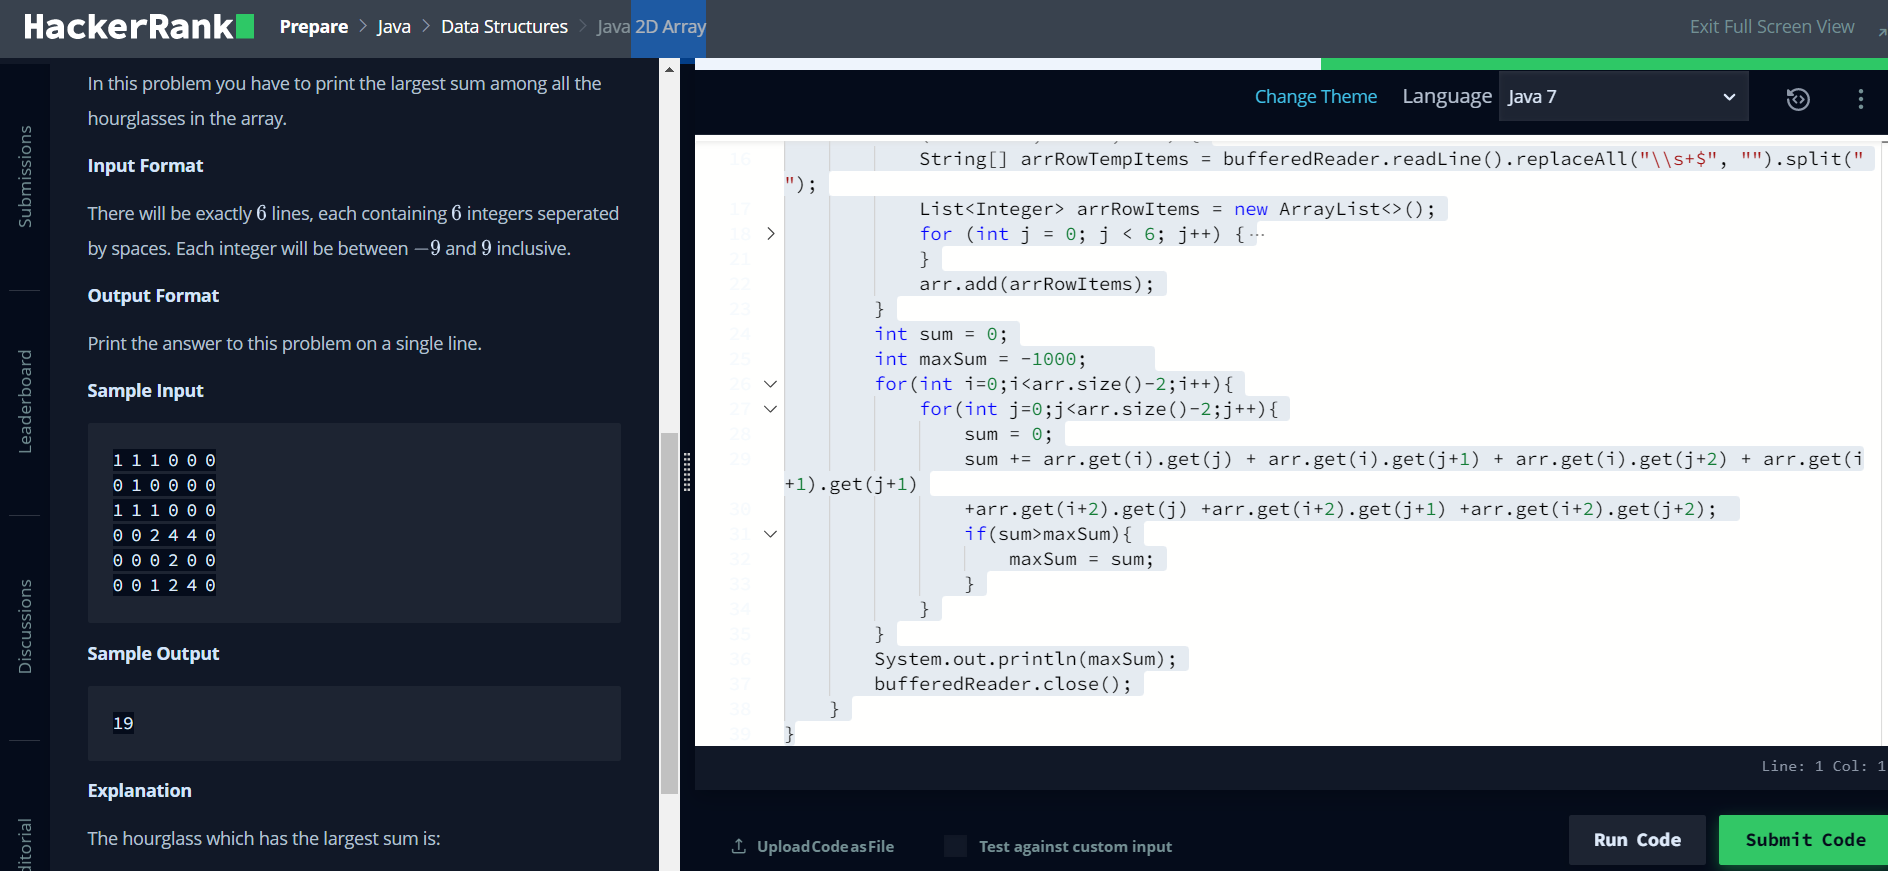 HackerRank
Prepare > Java > Data Structures > Java 2D Array
Exit Full Screen View
Submissions
Leaderboard
Discussions
ditorial
In this problem you have to print the largest sum among all the
hourglasses in the array.
Input Format
There will be exactly 6 lines, each containing 6 integers seperated
by spaces. Each integer will be between −9 and 9 inclusive.
Output Format
Print the answer to this problem on a single line.
Sample Input
1 1 1 0 0 0
0 1 0 0 0 0
1 1 1 0 0 0
0 0 2 4 4 0
0 0 0 2 0 0
0 0 1 2 4 0
Sample Output
19
Explanation
The hourglass which has the largest sum is:
Change Theme
Language
Java 7
16 String[] arrRowTempItems = bufferedReader.readLine().replaceAll("\\s+$", "").split("
");
17 List<Integer> arrRowItems = new ArrayList<>();
18 for (int j = 0; j < 6; j++) {···
21 }
22 arr.add(arrRowItems);
23 }
24 int sum = 0;
25 int maxSum = -1000;
26 for(int i=0;i<arr.size()-2;i++){
27 for(int j=0;j<arr.size()-2;j++){
28 sum = 0;
29 sum += arr.get(i).get(j) + arr.get(i).get(j+1) + arr.get(i).get(j+2) + arr.get(i
+1).get(j+1)
30 +arr.get(i+2).get(j) +arr.get(i+2).get(j+1) +arr.get(i+2).get(j+2);
31 if(sum>maxSum){
32 maxSum = sum;
33 }
34 }
35 }
36 System.out.println(maxSum);
37 bufferedReader.close();
38 }
39 }
Line: 1 Col: 1
Upload Code as File
Test against custom input
Run Code
Submit Code